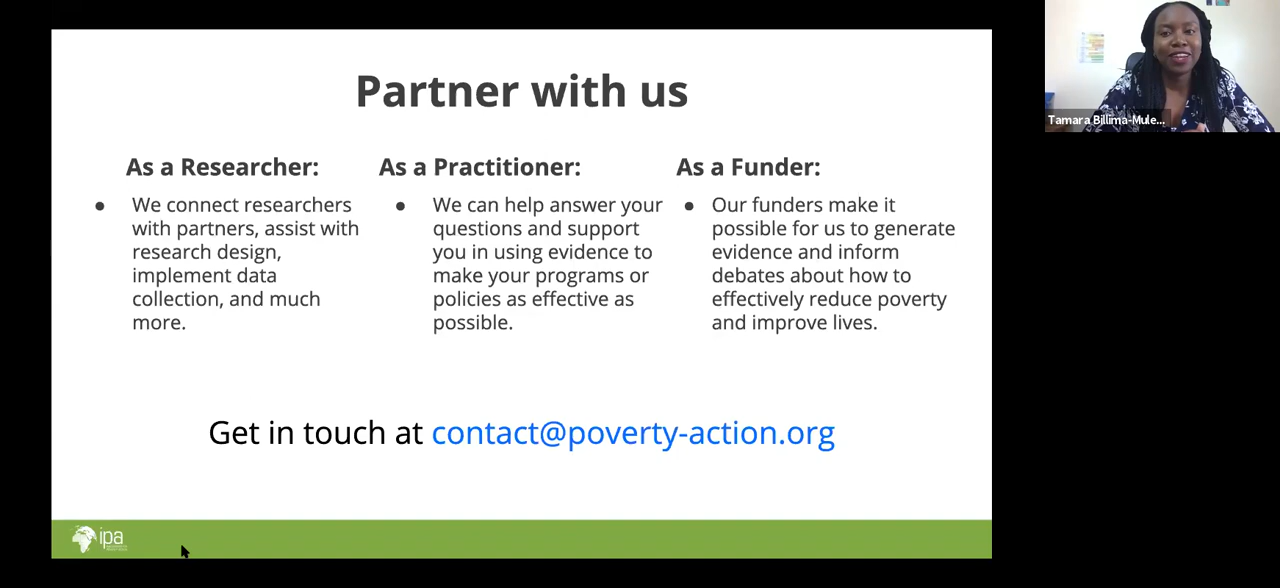 Partner with us
As a Researcher:
We connect researchers
with partners, assist with
research design,
implement data
collection, and much
more.
As a Practitioner:
We can help answer your
questions and support
you in using evidence to
make your programs or
policies as effective as
possible.
As a Funder:
Our funders make it
possible for us to generate
evidence and inform
debates about how to
effectively reduce poverty
and improve lives.
Get in touch at contact@poverty-action.org
ipa
Tamara Billima-Mule...